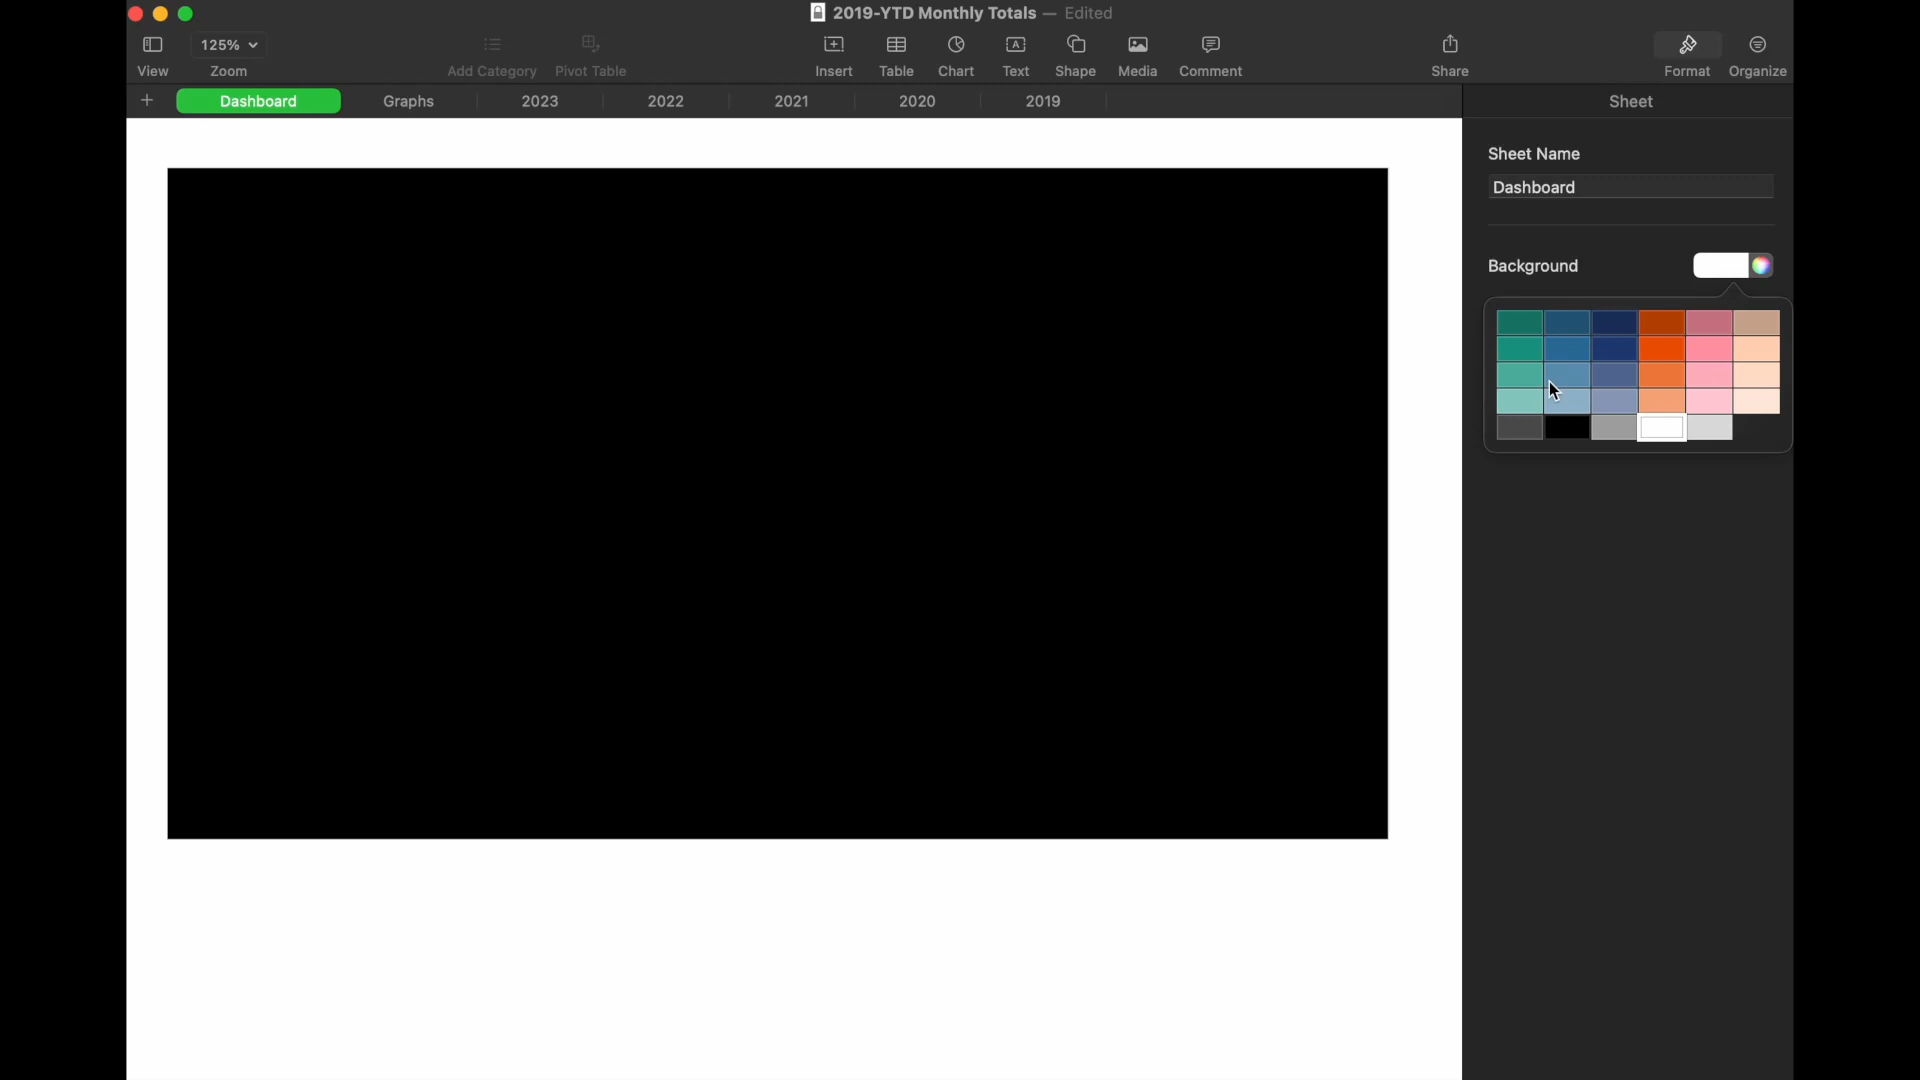 2019-YTD Monthly Totals — Edited
125%
View Zoom Add Category Pivot Table Insert Table Chart Text Shape Media Comment Share Format Organize
Dashboard Graphs 2023 2022 2021 2020 2019 Sheet
Sheet Name
Dashboard
Background